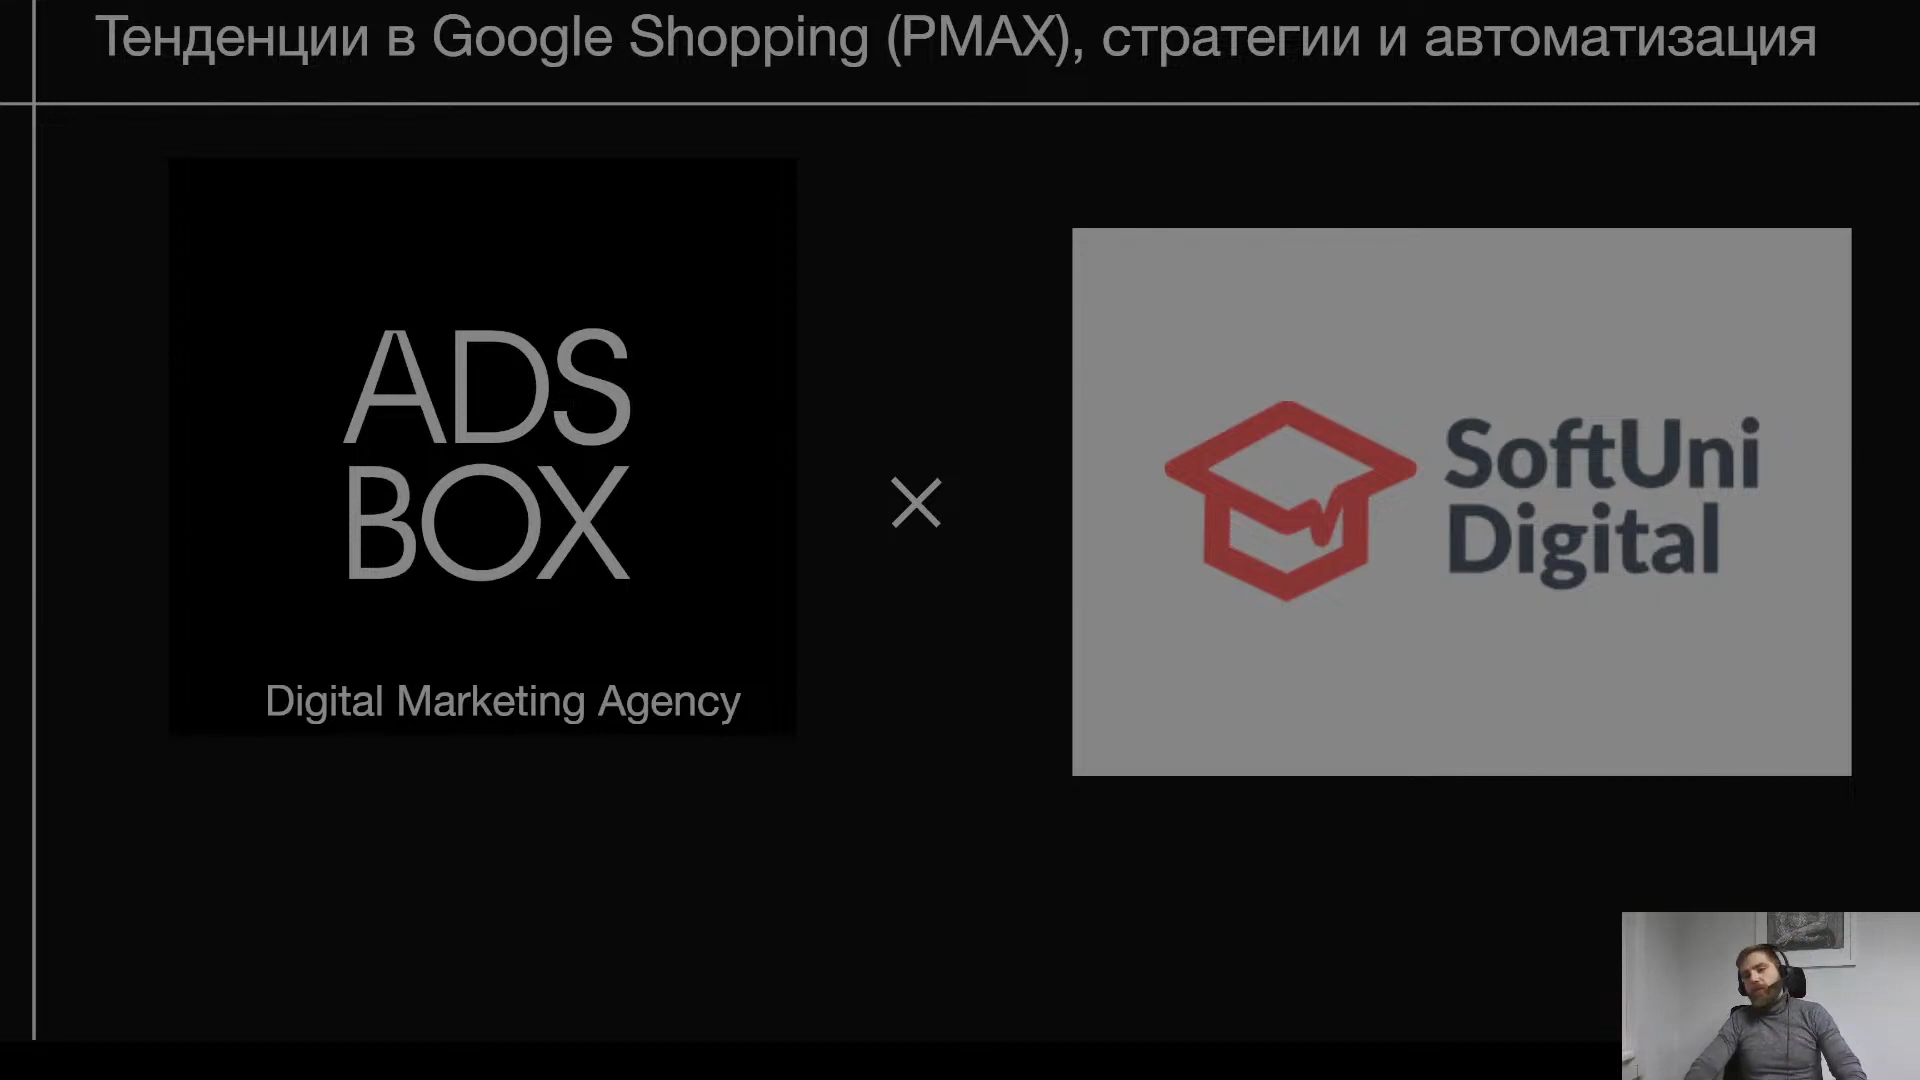 Тенденции в Google Shopping (PMAX), стратегии и автоматизация
ADS
BOX
Digital Marketing Agency
×
SoftUni
Digital